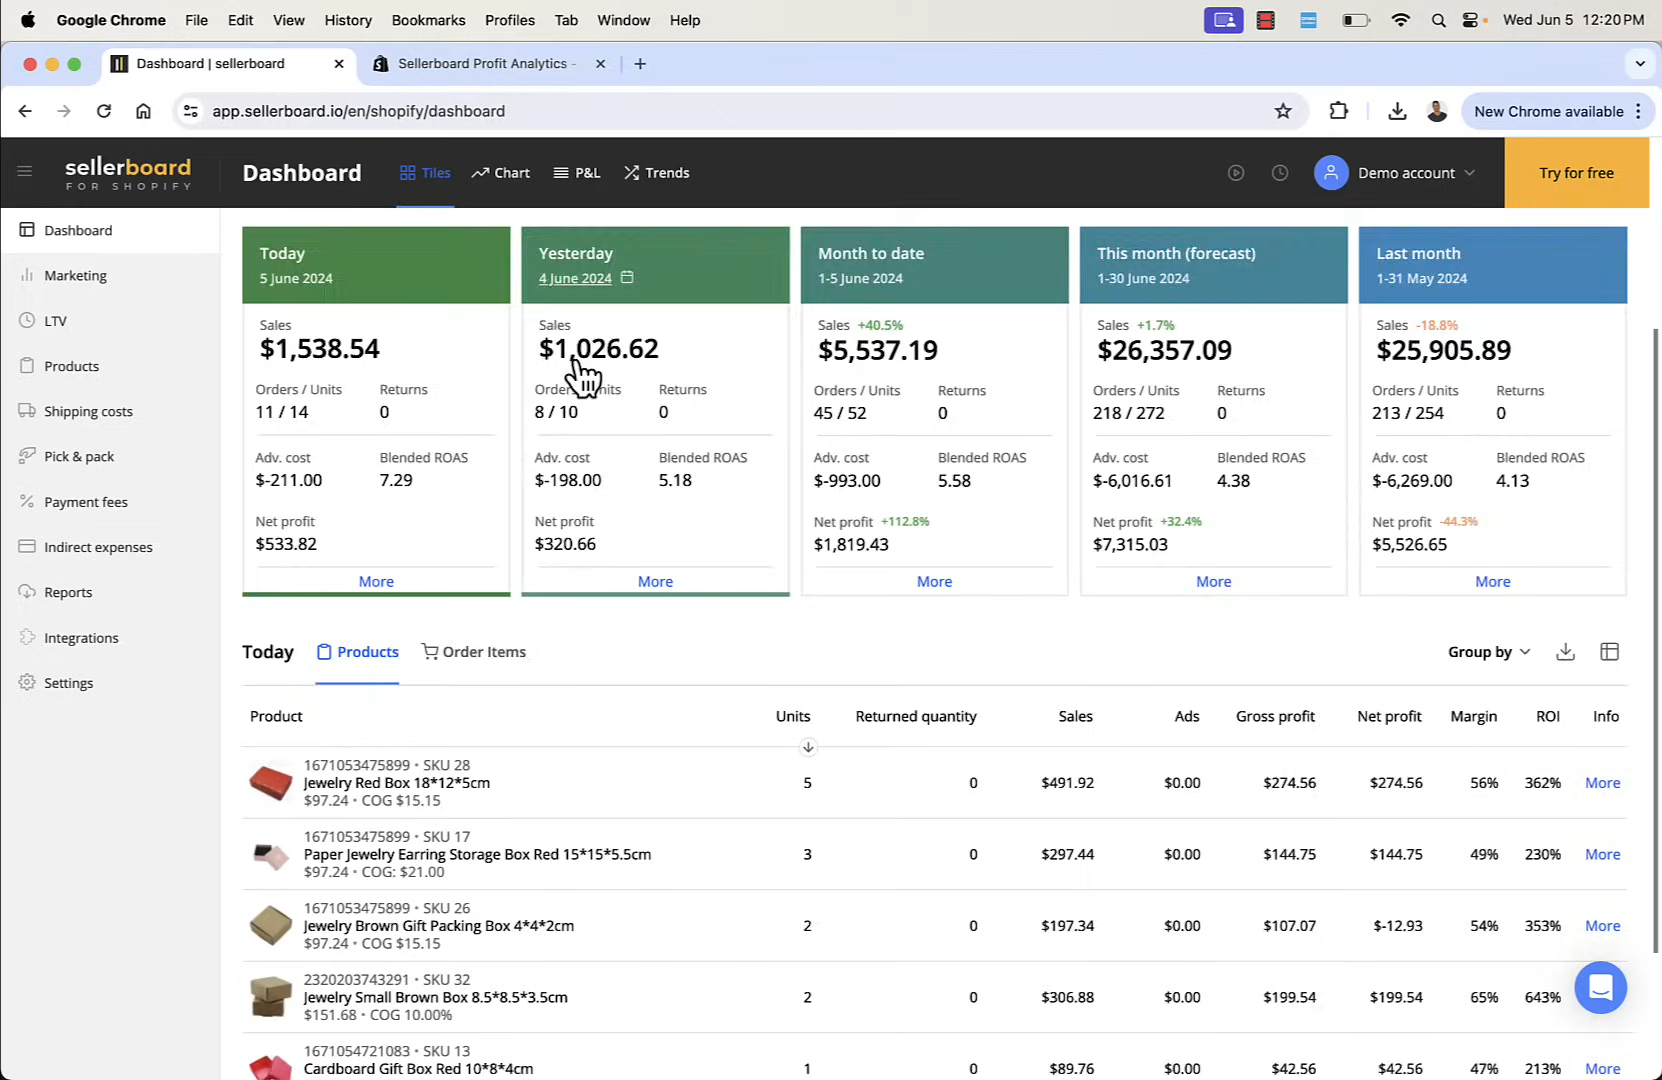 Google Chrome File Edit View History Bookmarks Profiles Tab Window Help Wed Jun 5 12:20 PM
Dashboard | sellerboard Sellerboard Profit Analytics -
app.sellerboard.io/en/shopify/dashboard New Chrome available
sellerboard
FOR SHOPIFY
Dashboard Tiles Chart P&L Trends Demo account Try for free
Dashboard
Marketing
LTV
Products
Shipping costs
Pick & pack
Payment fees
Indirect expenses
Reports
Integrations
Settings
Today
5 June 2024
Sales
$1,538.54
Orders / Units Returns
11 / 14 0
Adv. cost Blended ROAS
$-211.00 7.29
Net profit
$533.82
More
Yesterday
4 June 2024
Sales
$1,026.62
Orders / Units Returns
8 / 10 0
Adv. cost Blended ROAS
$-198.00 5.18
Net profit
$320.66
More
Month to date
1-5 June 2024
Sales +40.5%
$5,537.19
Orders / Units Returns
45 / 52 0
Adv. cost Blended ROAS
$-993.00 5.58
Net profit +112.8%
$1,819.43
More
This month (forecast)
1-30 June 2024
Sales +1.7%
$26,357.09
Orders / Units Returns
218 / 272 0
Adv. cost Blended ROAS
$-6,016.61 4.38
Net profit +32.4%
$7,315.03
More
Last month
1-31 May 2024
Sales -18.8%
$25,905.89
Orders / Units Returns
213 / 254 0
Adv. cost Blended ROAS
$-6,269.00 4.13
Net profit -44.3%
$5,526.65
More
Today Products Order Items Group by
Product Units Returned quantity Sales Ads Gross profit Net profit Margin ROI Info
1671053475899 • SKU 28
Jewelry Red Box 18*12*5cm 5 0 $491.92 $0.00 $274.56 $274.56 56% 362% More
$97.24 • COG $15.15
1671053475899 • SKU 17
Paper Jewelry Earring Storage Box Red 15*15*5.5cm 3 0 $297.44 $0.00 $144.75 $144.75 49% 230% More
$97.24 • COG: $21.00
1671053475899 • SKU 26
Jewelry Brown Gift Packing Box 4*4*2cm 2 0 $197.34 $0.00 $107.07 $-12.93 54% 353% More
$97.24 • COG $15.15
2320203743291 • SKU 32
Jewelry Small Brown Box 8.5*8.5*3.5cm 2 0 $306.88 $0.00 $199.54 $199.54 65% 643% More
$151.68 • COG 10.00%
1671054721083 • SKU 13
Cardboard Gift Box Red 10*8*4cm 1 0 $89.76 $0.00 $42.56 $42.56 47% 213% More